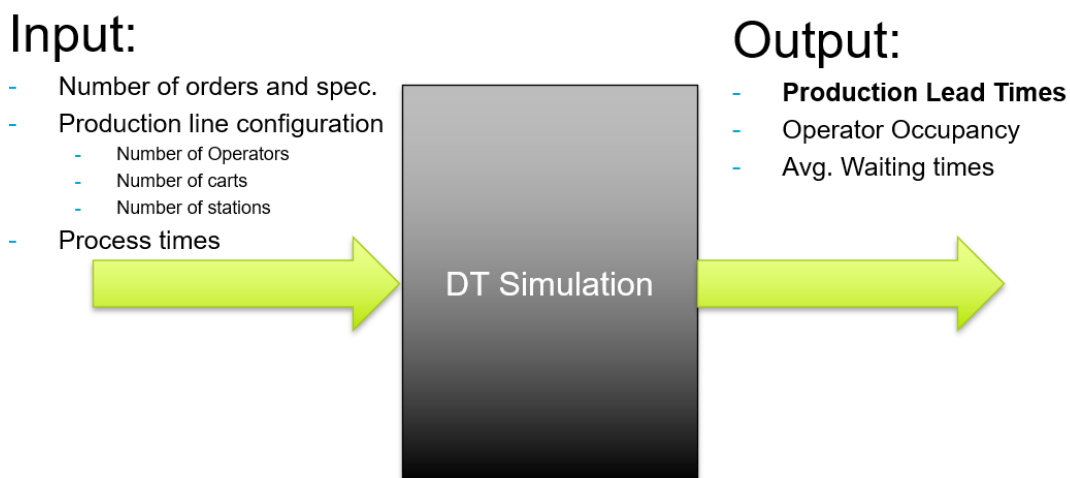 Input:
- Number of orders and spec.
- Production line configuration
- Number of Operators
- Number of carts
- Number of stations
- Process times
DT Simulation
Output:
- Production Lead Times
- Operator Occupancy
- Avg. Waiting times